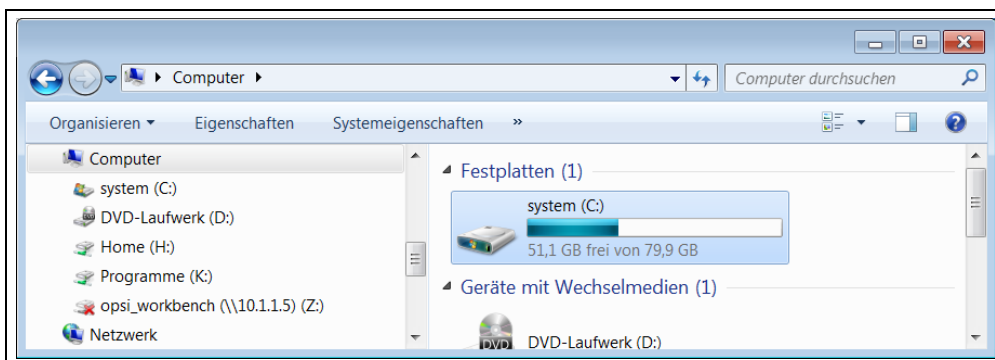 Computer
Computer durchsuchen
Organisieren Eigenschaften Systemeigenschaften »
Computer
system (C:)
DVD-Laufwerk (D:)
Home (H:)
Programme (K:)
opsi_workbench (\\10.1.1.5) (Z:)
Netzwerk
Festplatten (1)
system (C:)
51,1 GB frei von 79,9 GB
Geräte mit Wechselmedien (1)
DVD
DVD-Laufwerk (D:)